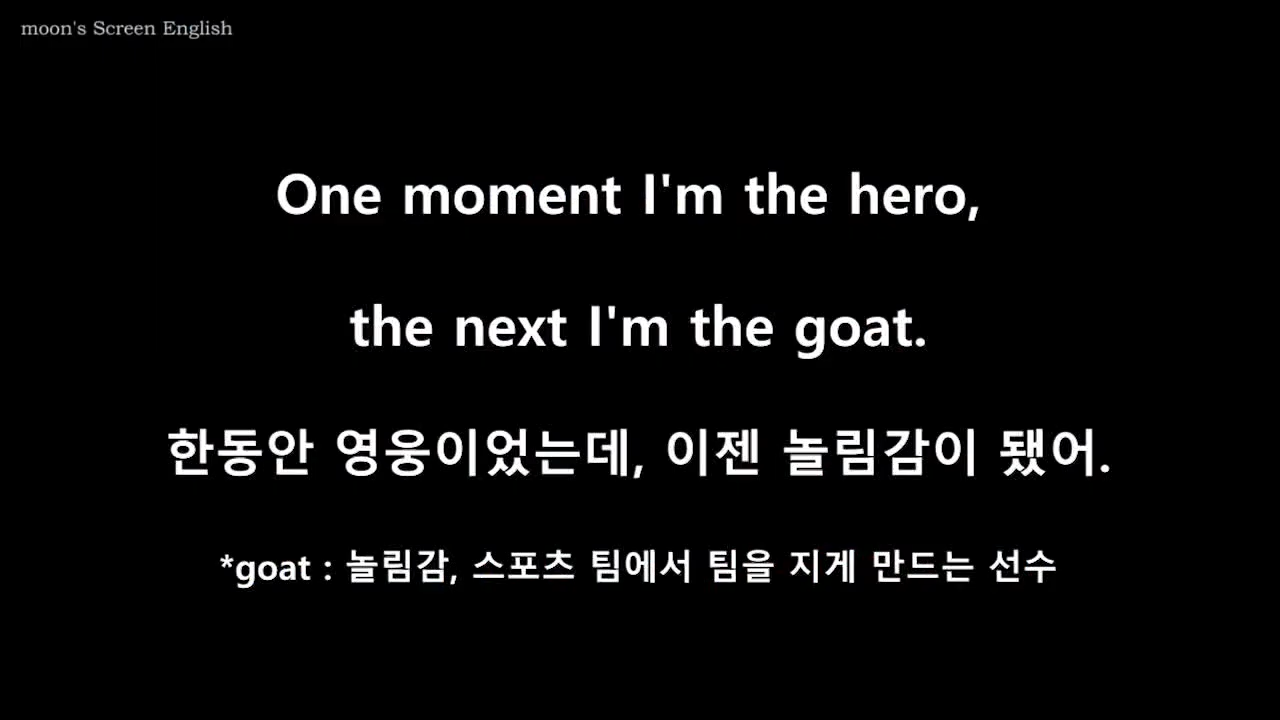 moon's Screen English
One moment I'm the hero,
the next I'm the goat.
한동안 영웅이었는데, 이젠 놀림감이 됐어.
*goat : 놀림감, 스포츠 팀에서 팀을 지게 만드는 선수